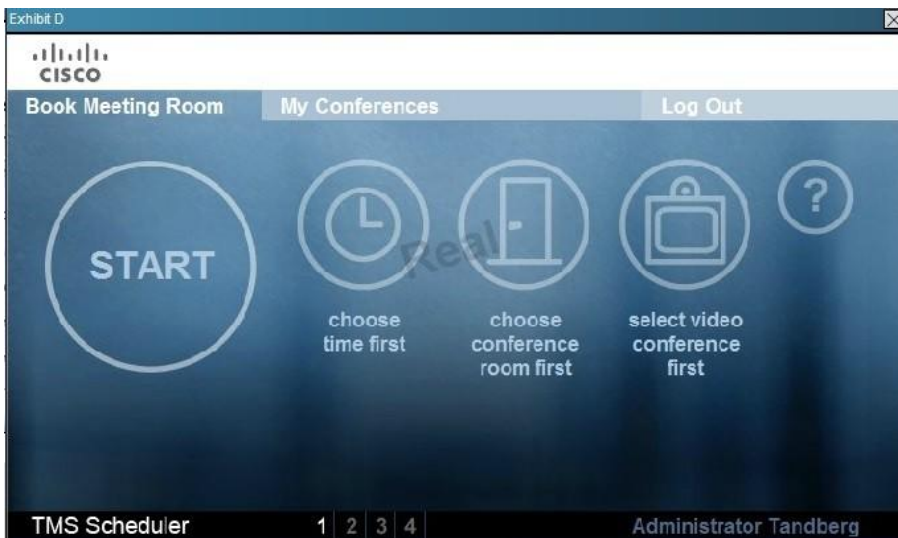 Exhibit D
CISCO
Book Meeting Room My Conferences Log Out
START
choose
time first
choose
conference
room first
select video
conference
first
?
Real
TMS Scheduler 1 2 3 4 Administrator Tandberg